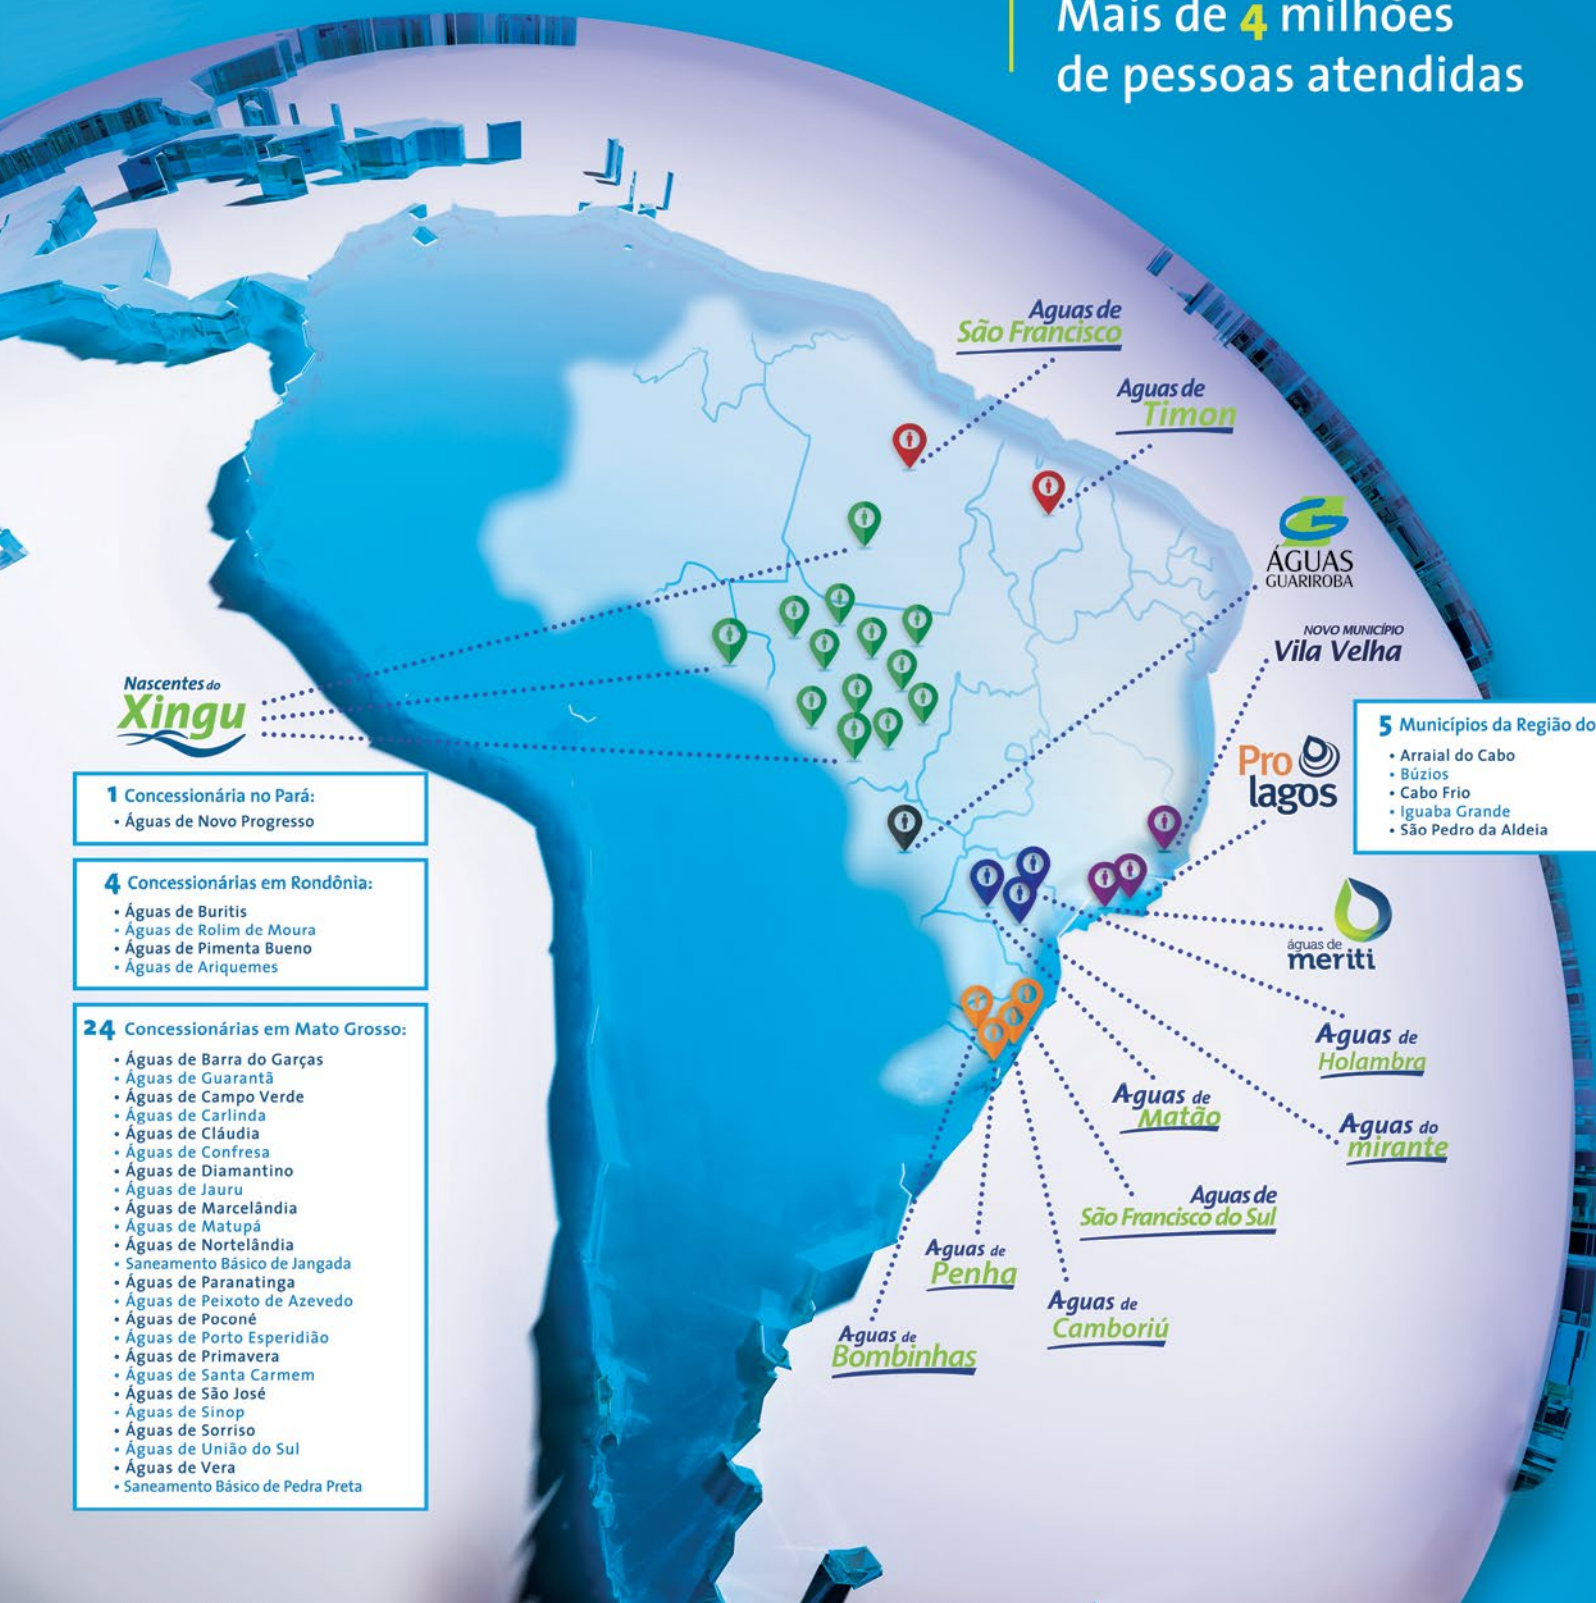 Mais de 4 milhões
de pessoas atendidas
Aguas de
São Francisco
Aguas de
Timon
ÁGUAS
GUARIROBA
NOVO MUNICÍPIO
Vila Velha
Nascentes do
Xingu
5 Municípios da Região do
• Arraial do Cabo
• Búzios
• Cabo Frio
• Iguaba Grande
• São Pedro da Aldeia
Pro
lagos
1 Concessionária no Pará:
• Águas de Novo Progresso
4 Concessionárias em Rondônia:
• Águas de Buritis
• Águas de Rolim de Moura
• Águas de Pimenta Bueno
• Águas de Ariquemes
águas de
meriti
24 Concessionárias em Mato Grosso:
• Águas de Barra do Garças
• Águas de Guarantã
• Águas de Campo Verde
• Águas de Carlinda
• Águas de Cláudia
• Águas de Confresa
• Águas de Diamantino
• Águas de Jauru
• Águas de Marcelândia
• Águas de Matupá
• Águas de Nortelândia
• Saneamento Básico de Jangada
• Águas de Paranatinga
• Águas de Peixoto de Azevedo
• Águas de Poconé
• Águas de Porto Esperidião
• Águas de Primavera
• Águas de Santa Carmem
• Águas de São José
• Águas de Sinop
• Águas de Sorriso
• Águas de União do Sul
• Águas de Vera
• Saneamento Básico de Pedra Preta
Aguas de
Holambra
Aguas de
Matão
Aguas do
mirante
Aguas de
São Francisco do Sul
Aguas de
Penha
Aguas de
Camboriú
Aguas de
Bombinhas